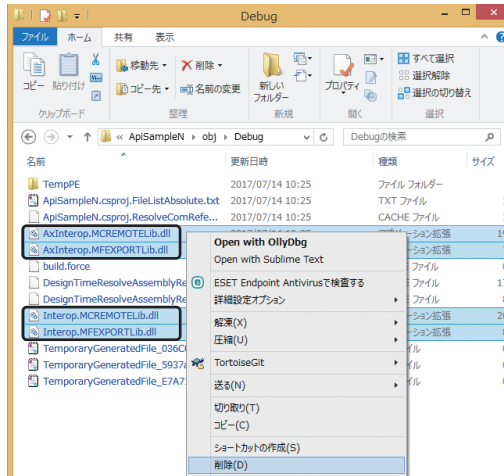 Debug
ファイル ホーム 共有 表示
コピー 貼り付け 移動先 削除 コピー先 名前の変更 新しい フォルダー プロパティ すべて選択 選択解除 選択の切り替え
クリップボード 整理 新規 開く 選択
« ApiSampleN › obj › Debug Debugの検索
名前 更新日時 種類 サイズ
TempPE 2017/07/14 10:25 ファイル フォルダー
ApiSampleN.csproj.FileListAbsolute.txt 2017/07/14 10:25 TXT ファイル
ApiSampleN.csproj.ResolveComRefe... 2017/07/14 10:25 CACHE ファイル
AxInterop.MCREMOTELib.dll
AxInterop.MFEXPORTLib.dll
build.force
DesignTimeResolveAssemblyRe
DesignTimeResolveAssemblyRe
Interop.MCREMOTELib.dll
Interop.MFEXPORTLib.dll
TemporaryGeneratedFile_036C
TemporaryGeneratedFile_5937a
TemporaryGeneratedFile_E7A7
Open with OllyDbg
Open with Sublime Text
ESET Endpoint Antivirusで検査する
詳細設定オプション
解凍(X)
圧縮(U)
TortoiseGit
送る(N)
切り取り(T)
コピー(C)
ショートカットの作成(S)
削除(D)